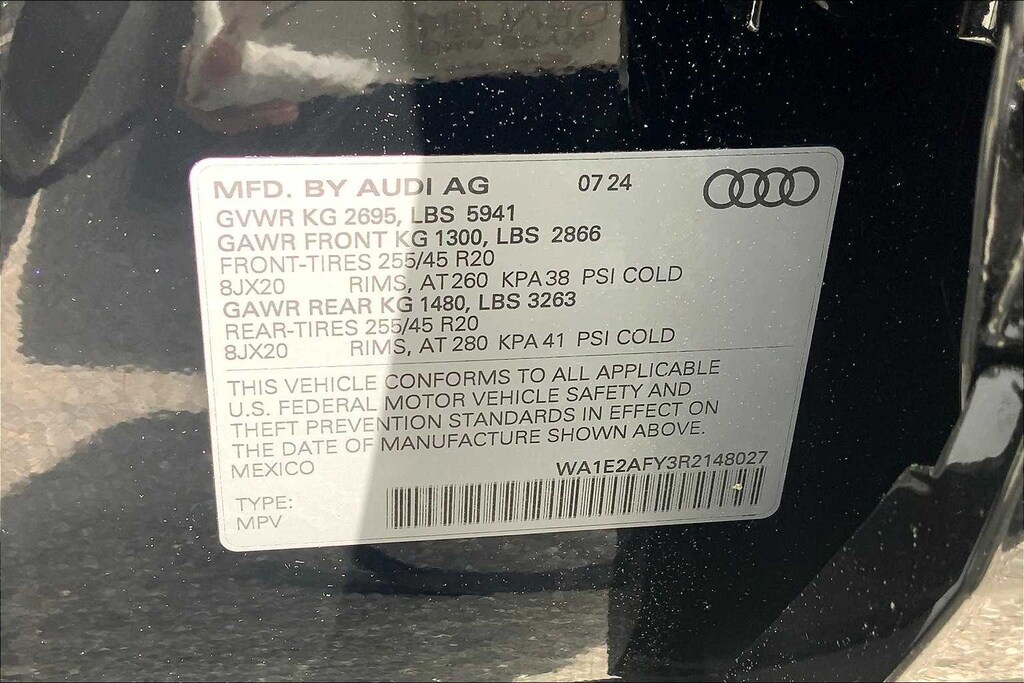 MFD. BY AUDI AG 07 24
GVWR KG 2695, LBS 5941
GAWR FRONT KG 1300, LBS 2866
FRONT-TIRES 255/45 R20
8JX20 RIMS, AT 260 KPA 38 PSI COLD
GAWR REAR KG 1480, LBS 3263
REAR-TIRES 255/45 R20
8JX20 RIMS, AT 280 KPA 41 PSI COLD
THIS VEHICLE CONFORMS TO ALL APPLICABLE
U.S. FEDERAL MOTOR VEHICLE SAFETY AND
THEFT PREVENTION STANDARDS IN EFFECT ON
THE DATE OF MANUFACTURE SHOWN ABOVE.
MEXICO WA1E2AFY3R2148027
TYPE:
MPV